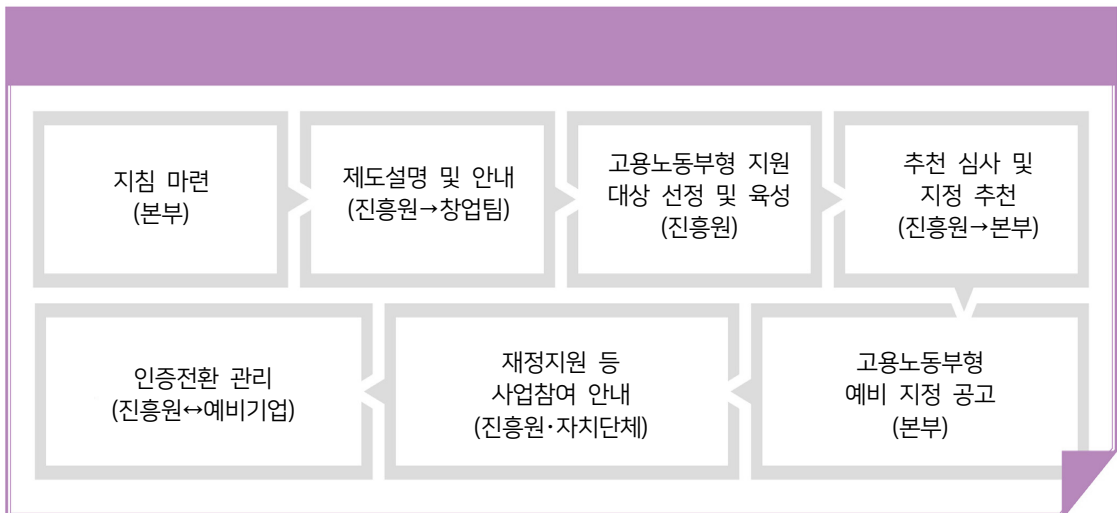 지침 마련
(본부)
제도설명 및 안내
(진흥원→창업팀)
고용노동부형 지원
대상 선정 및 육성
(진흥원)
추천 심사 및
지정 추천
(진흥원→본부)
인증전환 관리
(진흥원↔예비기업)
재정지원 등
사업참여 안내
(진흥원·자치단체)
고용노동부형
예비 지정 공고
(본부)